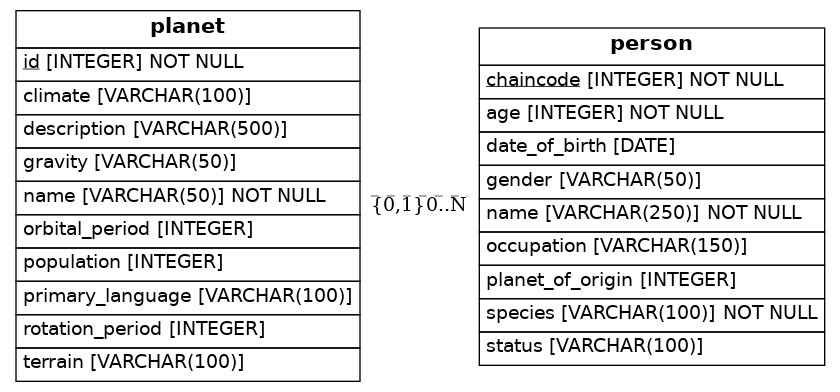 planet
id [INTEGER] NOT NULL
climate [VARCHAR(100)]
description [VARCHAR(500)]
gravity [VARCHAR(50)]
name [VARCHAR(50)] NOT NULL
orbital_period [INTEGER]
population [INTEGER]
primary_language [VARCHAR(100)]
rotation_period [INTEGER]
terrain [VARCHAR(100)]
{0,1}0..N
person
chaincode [INTEGER] NOT NULL
age [INTEGER] NOT NULL
date_of_birth [DATE]
gender [VARCHAR(50)]
name [VARCHAR(250)] NOT NULL
occupation [VARCHAR(150)]
planet_of_origin [INTEGER]
species [VARCHAR(100)] NOT NULL
status [VARCHAR(100)]